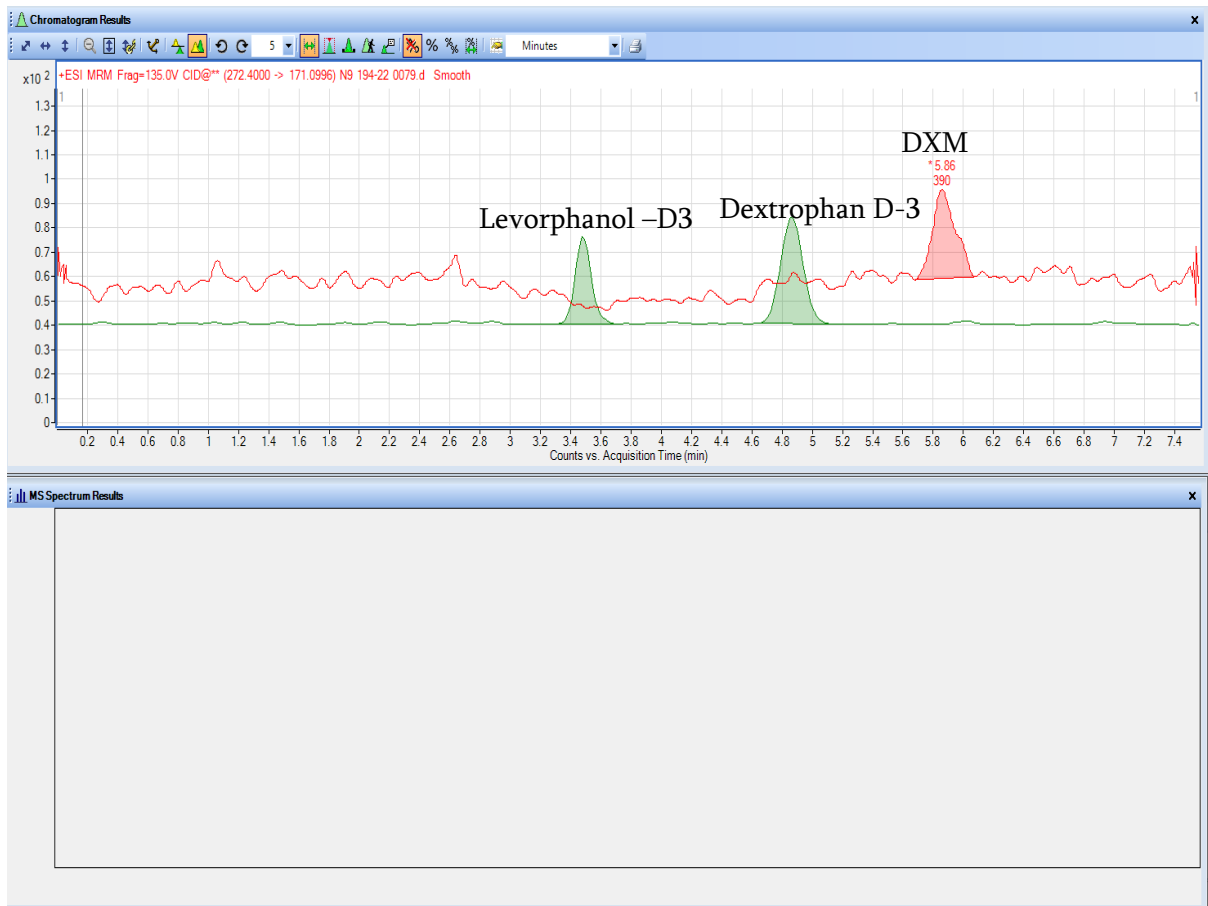 Chromatogram Results
x
5 Minutes
x10 2 +ESI MRM Frag=135.0V CID@** (272.4000 -> 171.0996) N9 194-22 0079.d Smooth
1 1
1.3
1.2
1.1
1
0.9
0.8
0.7
0.6
0.5
0.4
0.3
0.2
0.1
0
DXM
* 5.86
390
Levorphanol –D3
Dextrophan D-3
0.2 0.4 0.6 0.8 1 1.2 1.4 1.6 1.8 2 2.2 2.4 2.6 2.8 3 3.2 3.4 3.6 3.8 4 4.2 4.4 4.6 4.8 5 5.2 5.4 5.6 5.8 6 6.2 6.4 6.6 6.8 7 7.2 7.4
Counts vs. Acquisition Time (min)
MS Spectrum Results
x